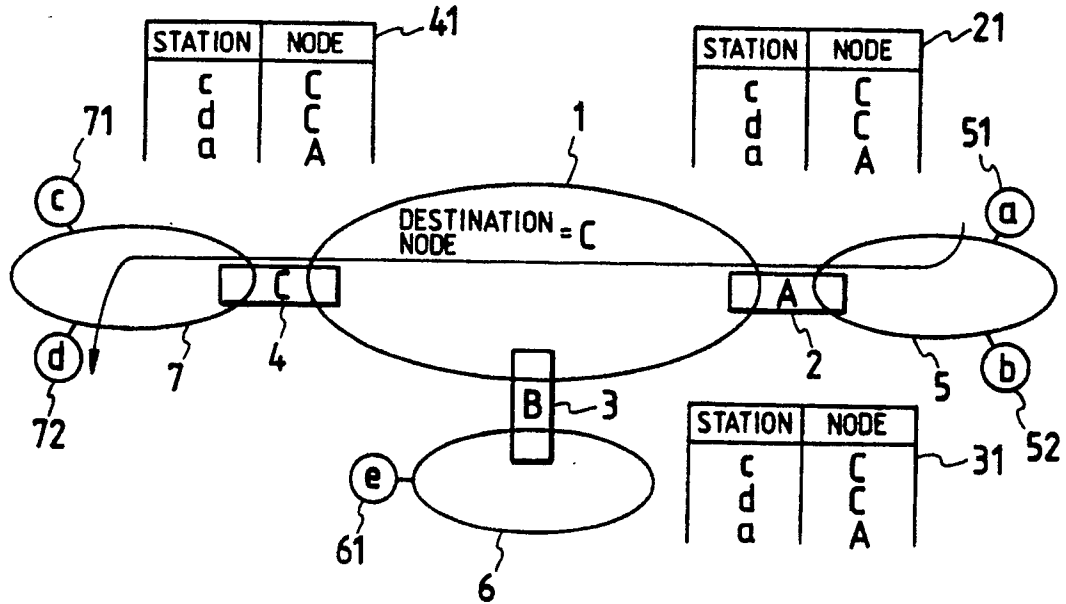 STATION NODE 41
c C
d C
a A
STATION NODE 21
c C
d C
a A
71
1
51
c
DESTINATION
NODE = C
a
C
A
d
7
4
2
5
b
72
B
3
52
STATION NODE 31
c C
d C
a A
e
61
6